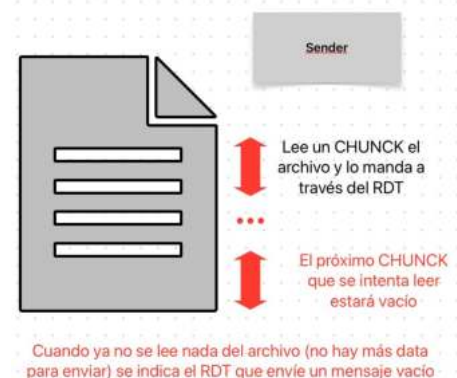 Sender
Lee un CHUNCK el
archivo y lo manda a
través del RDT
El próximo CHUNCK
que se intenta leer
estará vacío
Cuando ya no se lee nada del archivo (no hay más data
para enviar) se indica el RDT que envíe un mensaje vacío